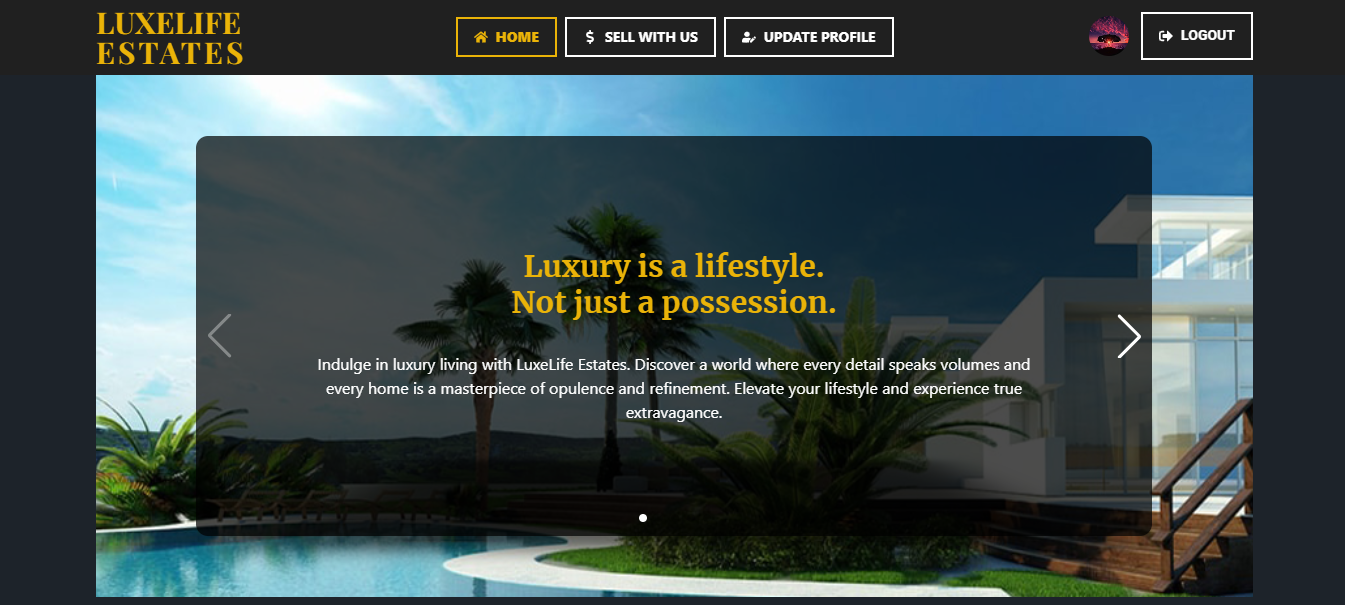 LUXELIFE
ESTATES
HOME
SELL WITH US
UPDATE PROFILE
LOGOUT
Luxury is a lifestyle.
Not just a possession.
Indulge in luxury living with LuxeLife Estates. Discover a world where every detail speaks volumes and
every home is a masterpiece of opulence and refinement. Elevate your lifestyle and experience true
extravagance.